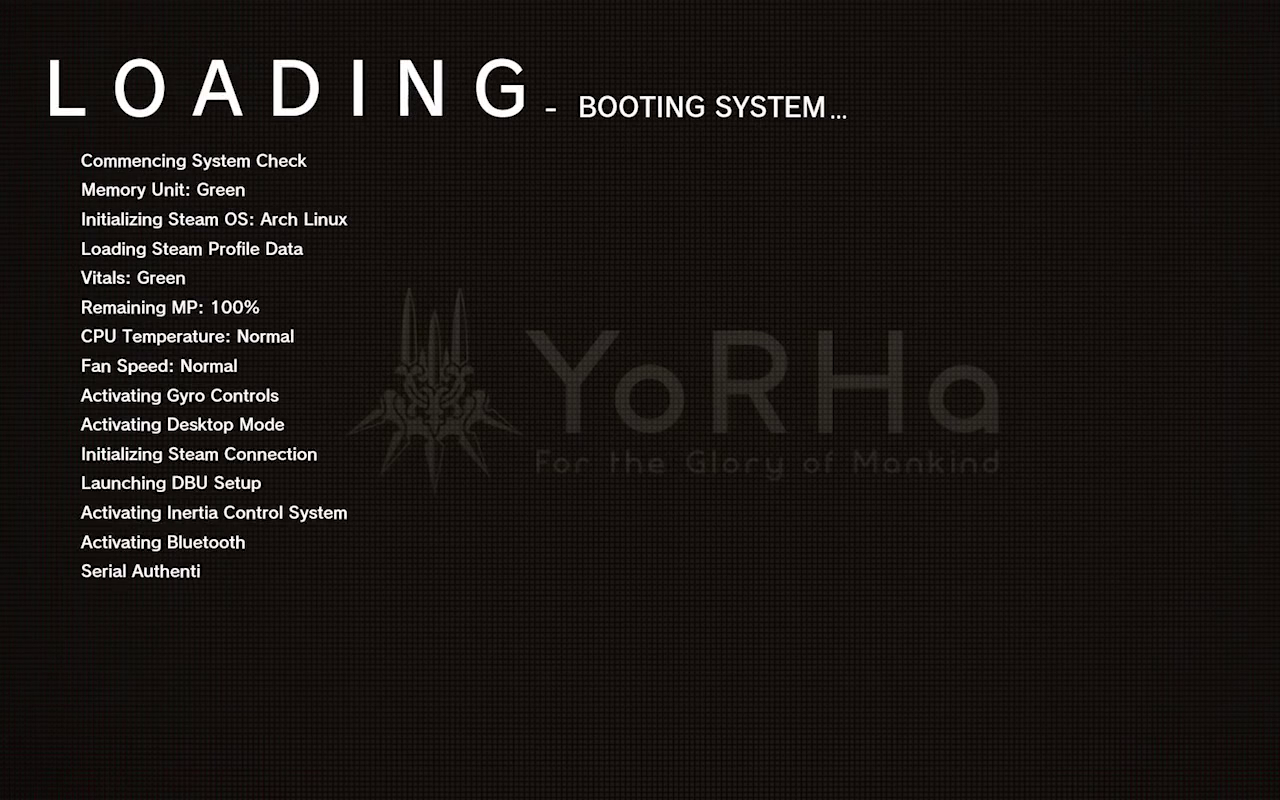 LOADING - BOOTING SYSTEM...
Commencing System Check
Memory Unit: Green
Initializing Steam OS: Arch Linux
Loading Steam Profile Data
Vitals: Green
Remaining MP: 100%
CPU Temperature: Normal
Fan Speed: Normal
Activating Gyro Controls
Activating Desktop Mode
Initializing Steam Connection
Launching DBU Setup
Activating Inertia Control System
Activating Bluetooth
Serial Authenti
YoRHa
For the Glory of Mankind